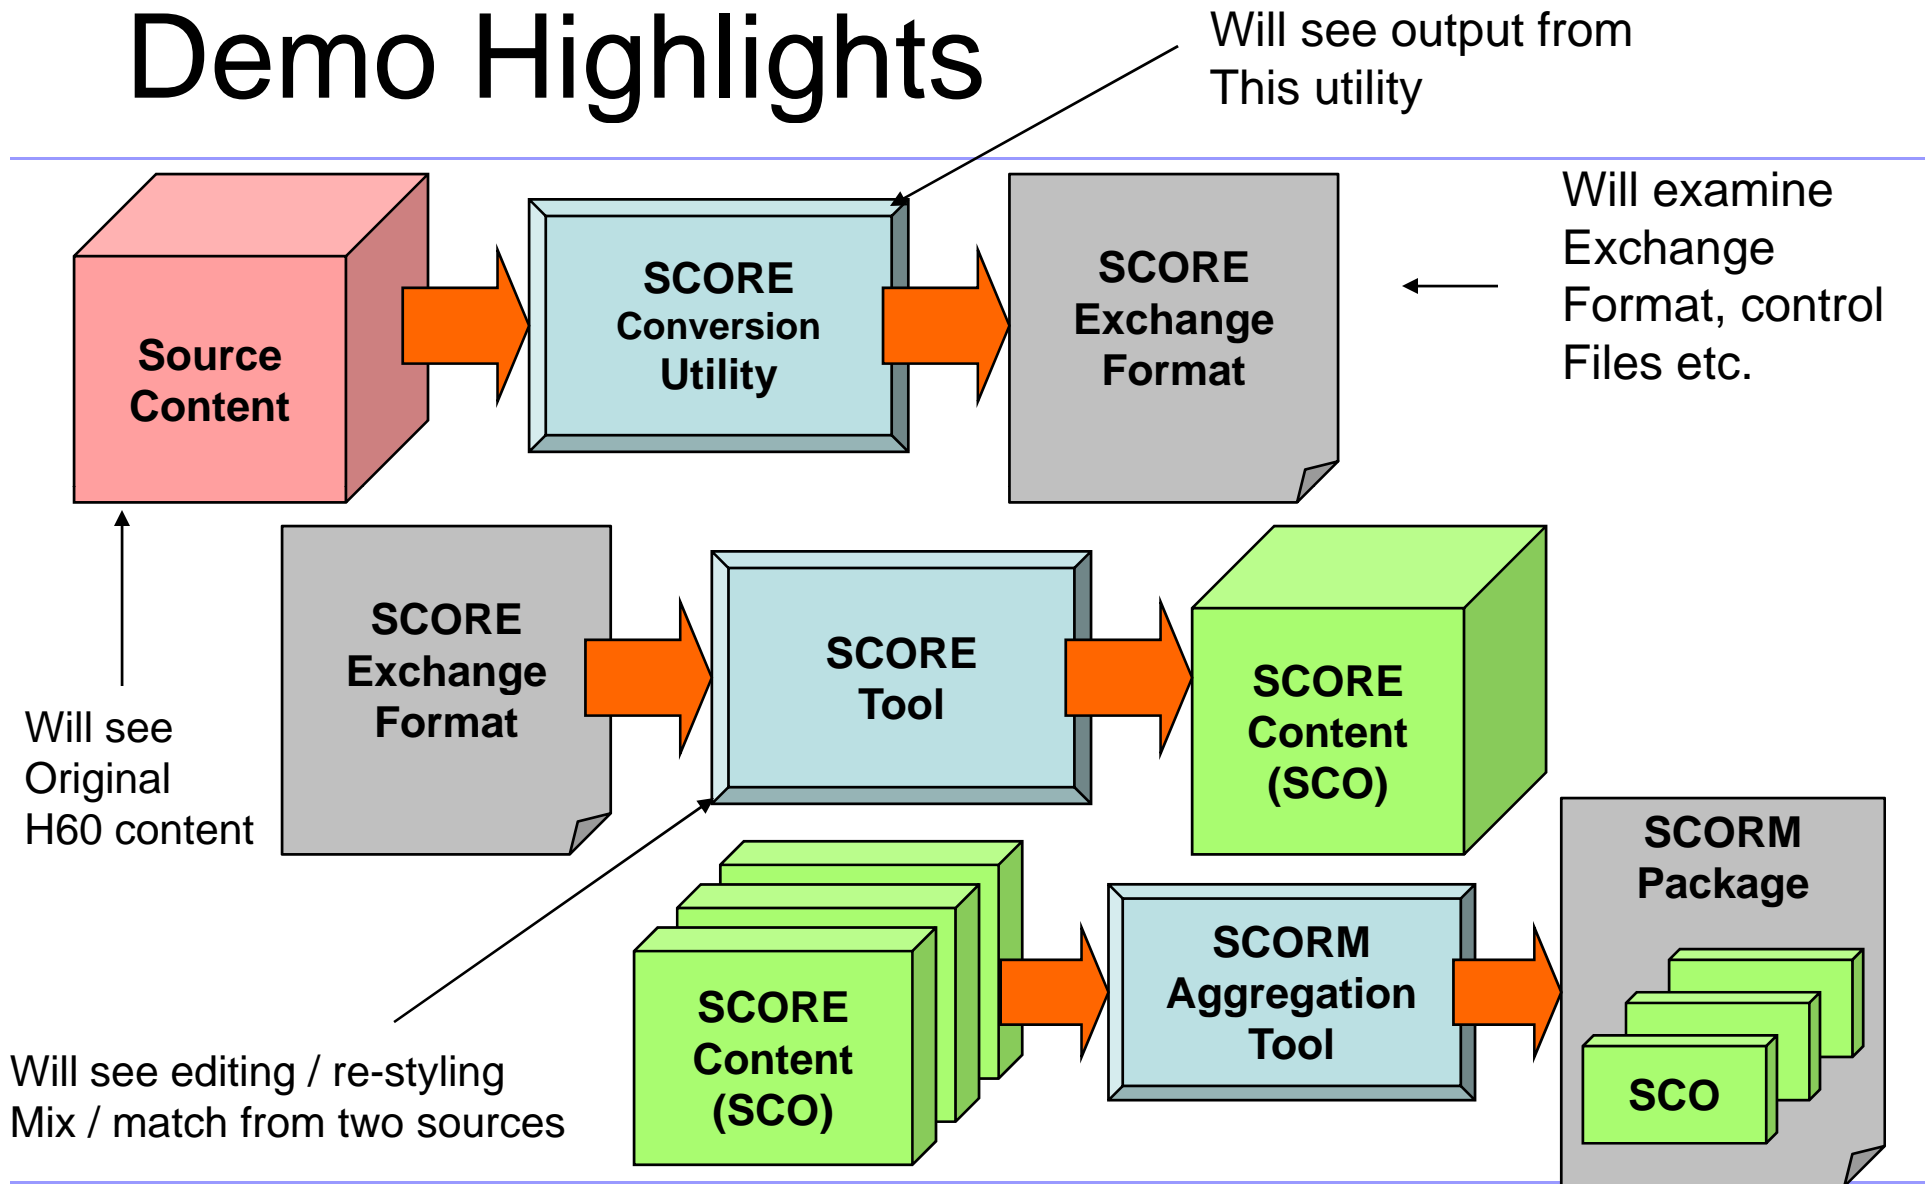 Demo Highlights
Will see output from
This utility
Source
Content
SCORE
Conversion
Utility
SCORE
Exchange
Format
Will examine
Exchange
Format, control
Files etc.
Will see
Original
H60 content
SCORE
Exchange
Format
SCORE
Tool
SCORE
Content
(SCO)
Will see editing / re-styling
Mix / match from two sources
SCORE
Content
(SCO)
SCORM
Aggregation
Tool
SCORM
Package
SCO